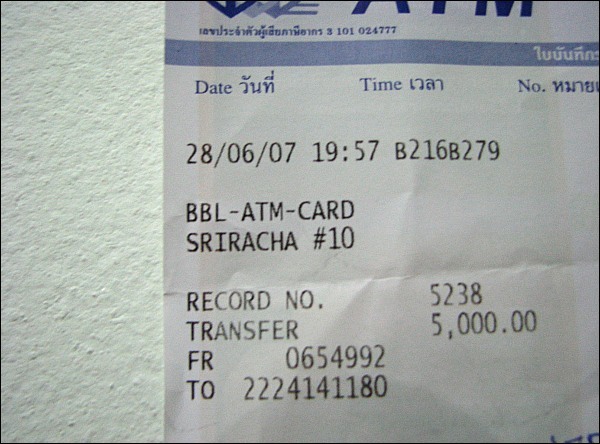 ATM
เลขประจำตัวผู้เสียภาษีอากร 3 101 024777
Date วันที่ Time เวลา No.
28/06/07 19:57 B216B279
BBL-ATM-CARD
SRIRACHA #10
RECORD NO. 5238
TRANSFER 5,000.00
FR 0654992
TO 2224141180